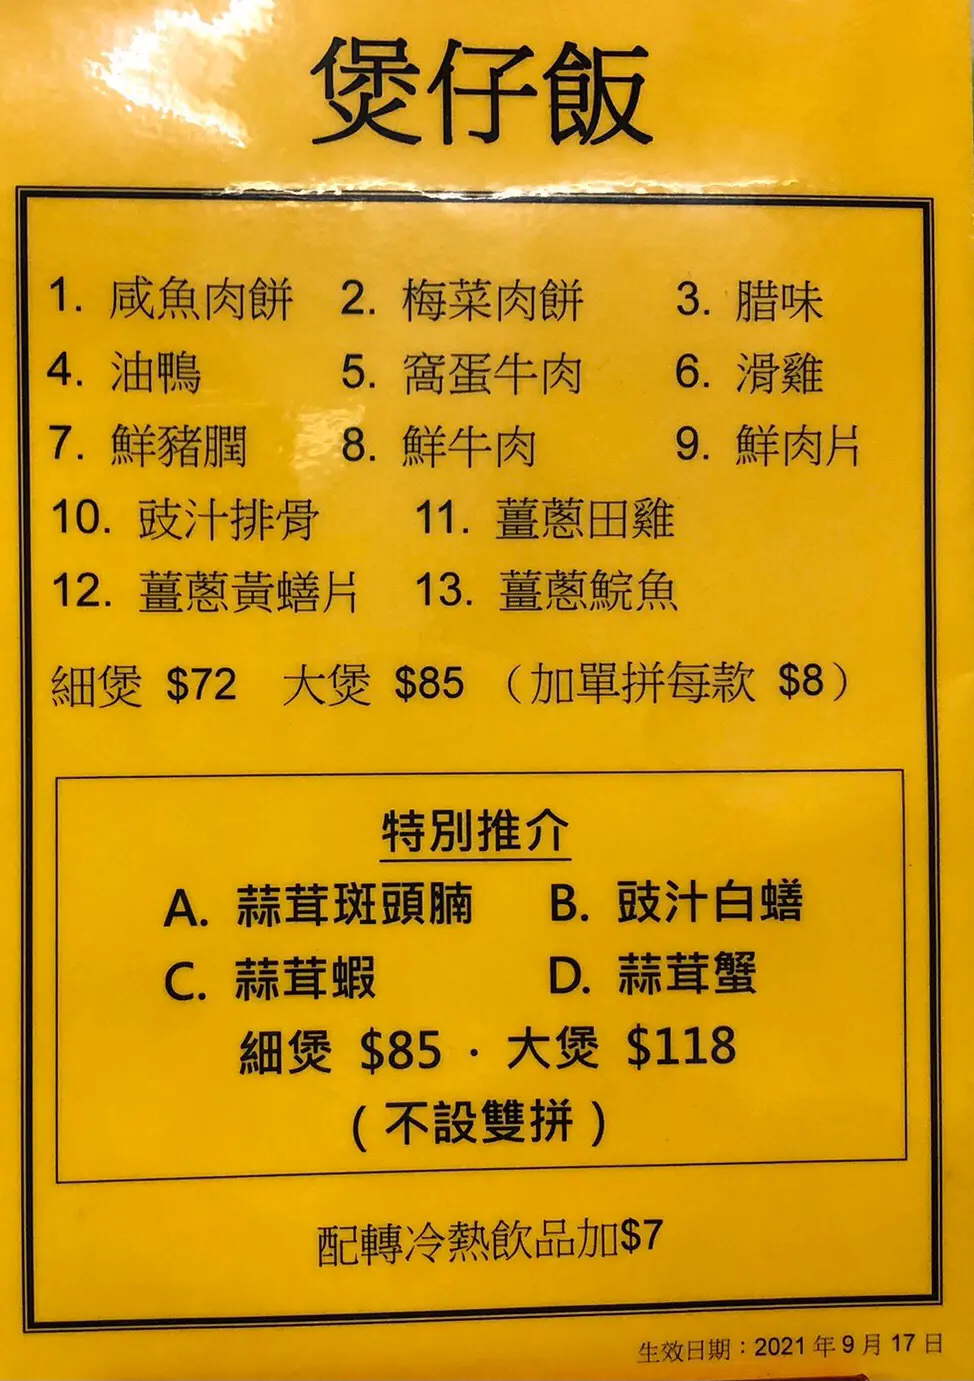 煲仔飯
1. 咸魚肉餅 2. 梅菜肉餅 3. 腊味
4. 油鴨 5. 窩蛋牛肉 6. 滑雞
7. 鮮豬膶 8. 鮮牛肉 9. 鮮肉片
10. 豉汁排骨 11. 薑蔥田雞
12. 薑蔥黃蟮片 13. 薑蔥鯇魚
細煲 $72 大煲 $85 （加單拼每款 $8）
特別推介
A. 蒜茸斑頭腩 B. 豉汁白蟮
C. 蒜茸蝦 D. 蒜茸蟹
細煲 $85 · 大煲 $118
(不設雙拼)
配轉冷熱飲品加$7
生效日期：2021 年 9 月 17 日